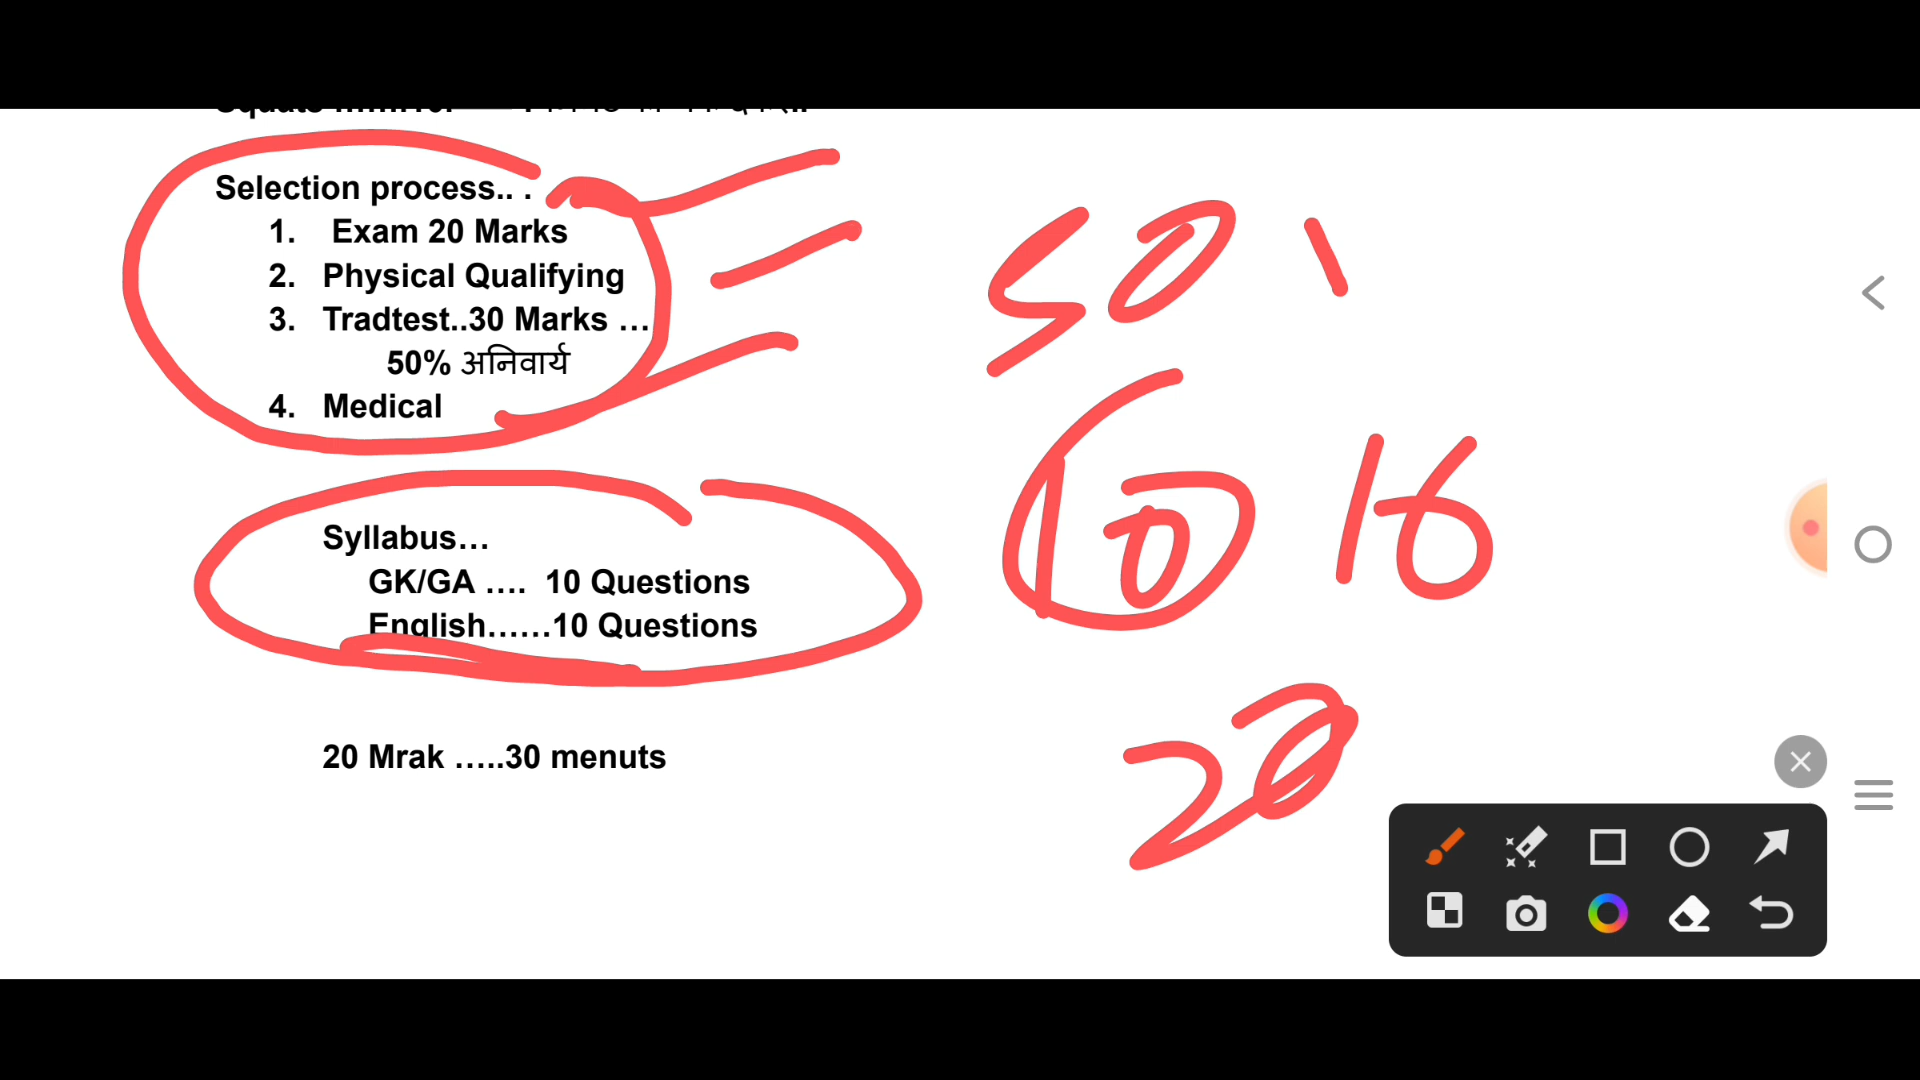 Selection process.. .
1. Exam 20 Marks
2. Physical Qualifying
3. Tradtest..30 Marks ...
50% अनिवार्य
4. Medical
Syllabus...
GK/GA .... 10 Questions
English......10 Questions
20 Mrak .....30 menuts
50
10 16
20